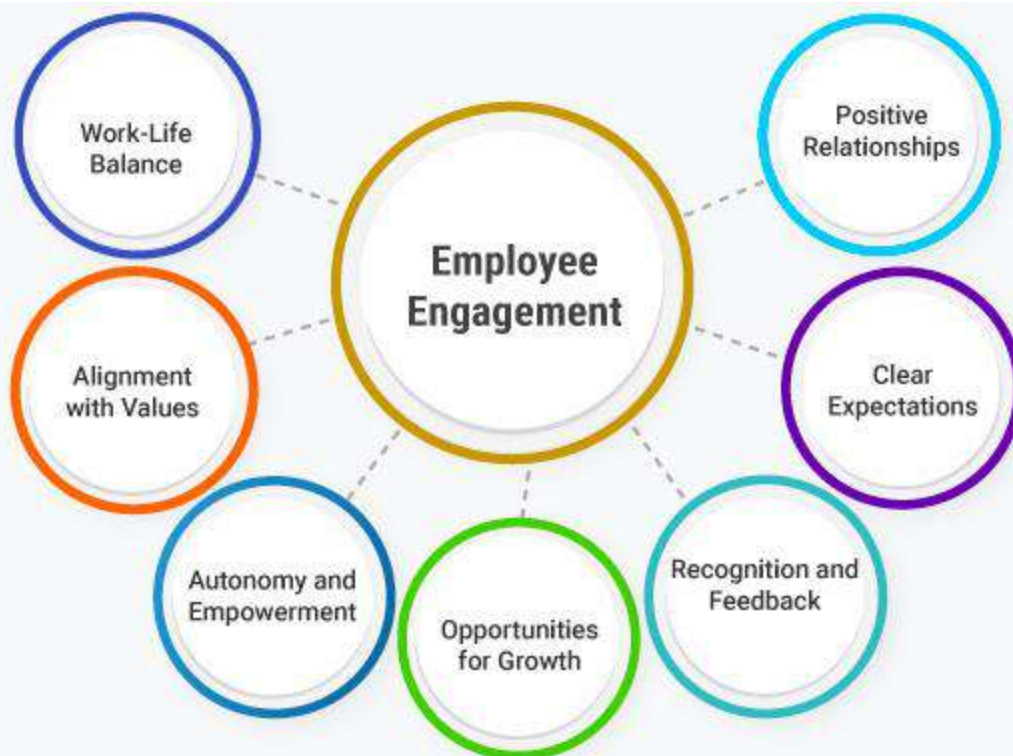 Work-Life
Balance
Positive
Relationships
Employee
Engagement
Alignment
with Values
Clear
Expectations
Autonomy and
Empowerment
Opportunities
for Growth
Recognition and
Feedback